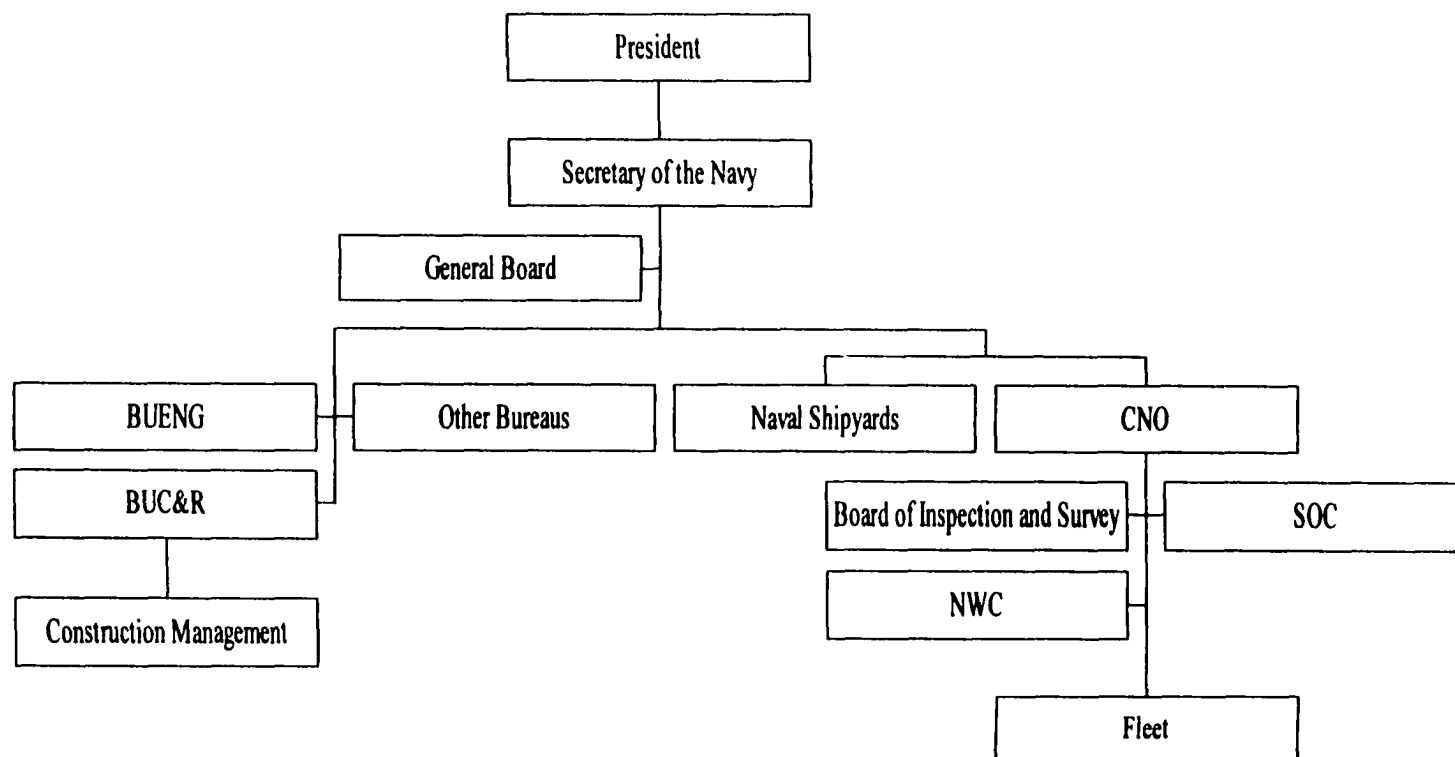 President
Secretary of the Navy
General Board
BUENG
Other Bureaus
Naval Shipyards
CNO
BUC&R
Board of Inspection and Survey
SOC
Construction Management
NWC
Fleet